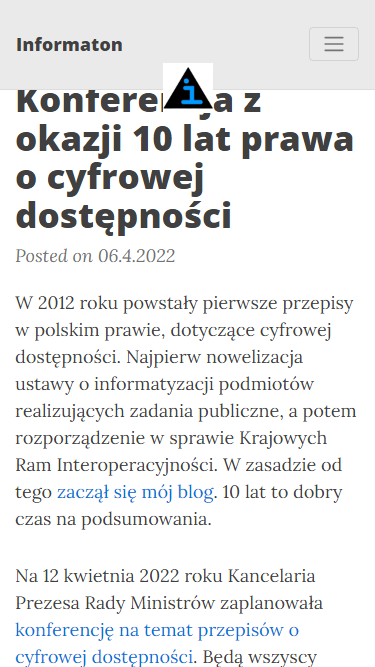 Informaton
Konferencja z
okazji 10 lat prawa
o cyfrowej
dostępności
Posted on 06.4.2022
W 2012 roku powstały pierwsze przepisy
w polskim prawie, dotyczące cyfrowej
dostępności. Najpierw nowelizacja
ustawy o informatyzacji podmiotów
realizujących zadania publiczne, a potem
rozporządzenie w sprawie Krajowych
Ram Interoperacyjności. W zasadzie od
tego zaczął się mój blog. 10 lat to dobry
czas na podsumowania.
Na 12 kwietnia 2022 roku Kancelaria
Prezesa Rady Ministrów zaplanowała
konferencję na temat przepisów o
cyfrowej dostępności. Będą wszyscy